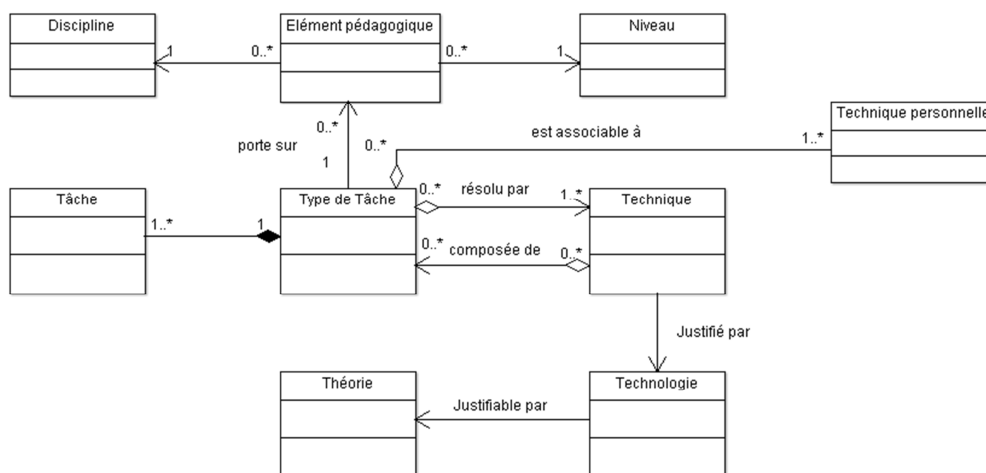 Discipline
Elément pédagogique
Niveau
1
0..*
0..*
1
Technique personnelle
0..*
porte sur
1
0..*
est associable à
1..*
Tâche
Type de Tâche
Technique
1..*
1
0..*
résolu par
1..*
0..*
composée de
0..*
Justifié par
Théorie
Technologie
Justifiable par